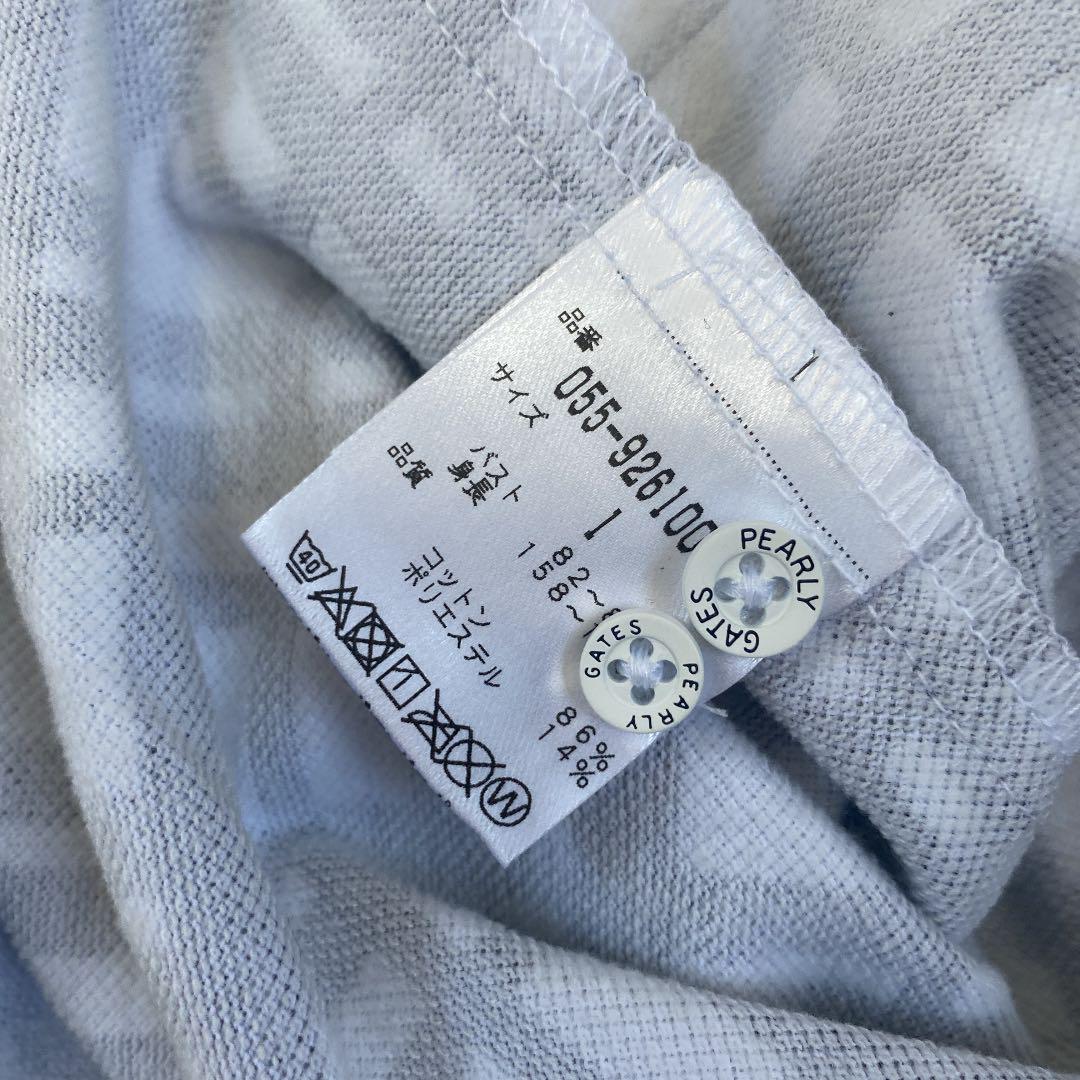 品番 055-926100
サイズ 1
バスト 82~
身長 158~
品質
コットン 86%
ポリエステル 14%
40
W
PEARLY GATES
PEARLY GATES